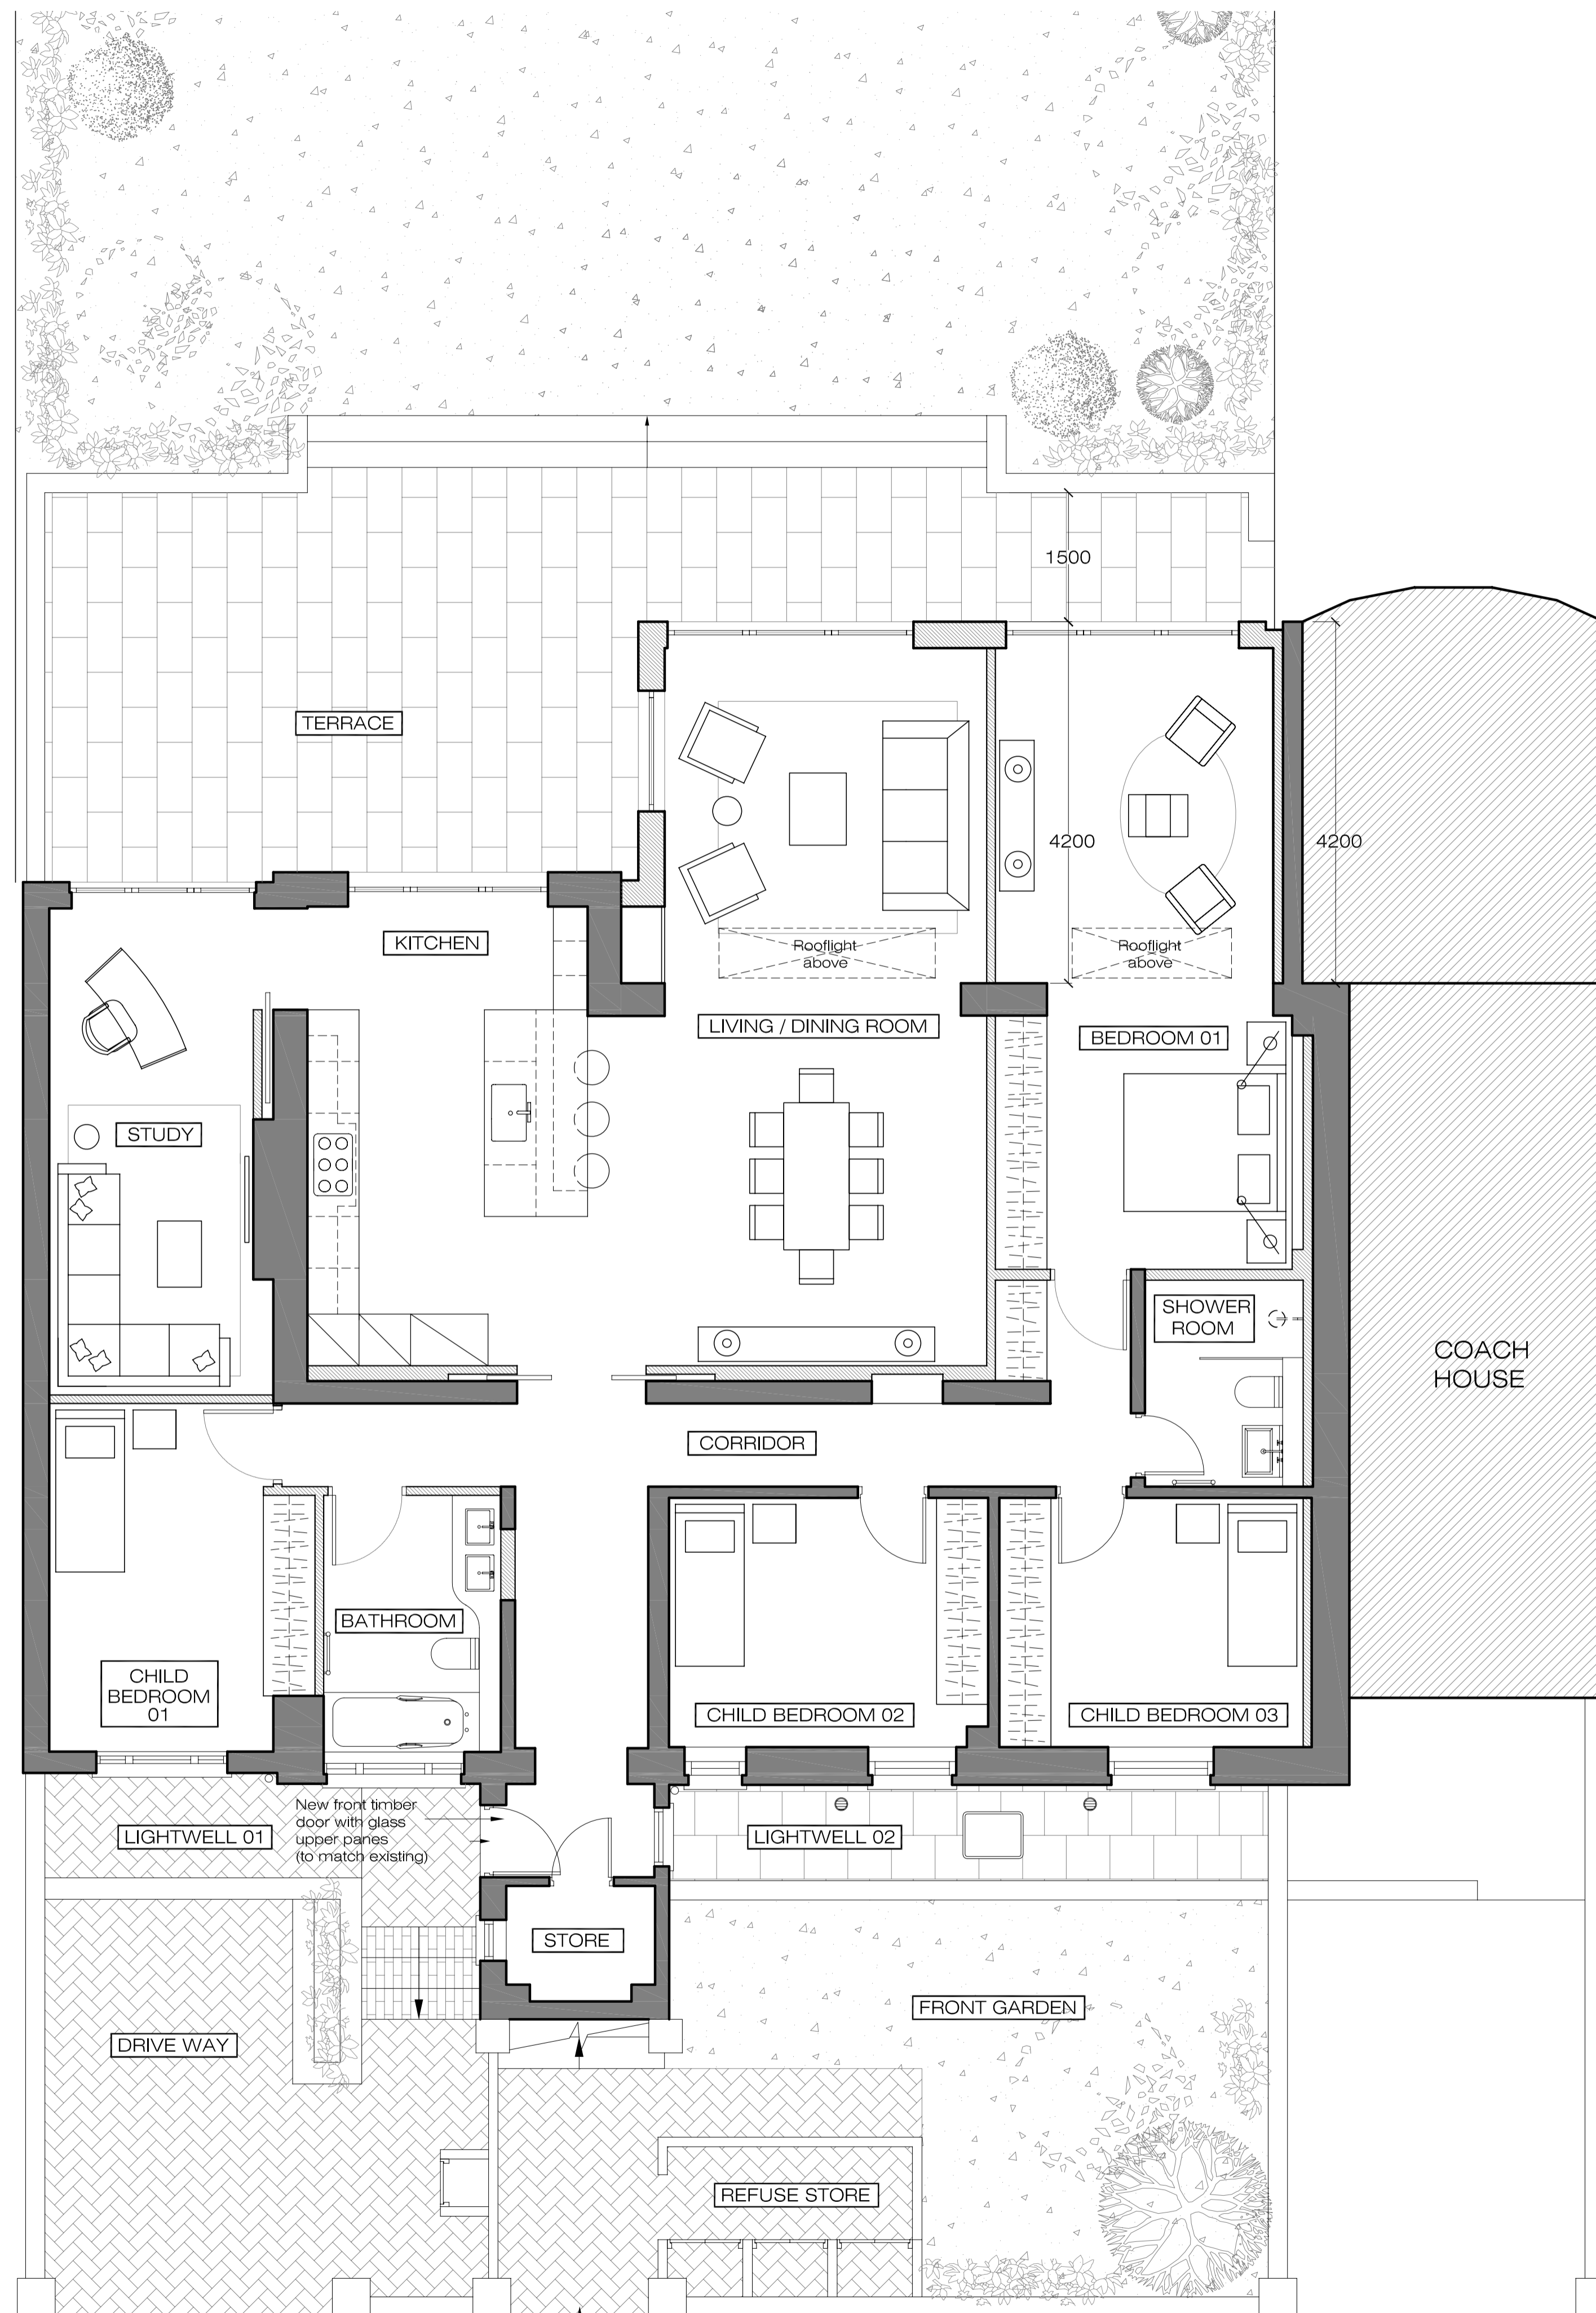 1500
TERRACE
4200
4200
KITCHEN
Rooflight
above
Rooflight
above
LIVING / DINING ROOM
BEDROOM 01
STUDY
SHOWER
ROOM
COACH
HOUSE
CORRIDOR
BATHROOM
CHILD
BEDROOM
01
CHILD BEDROOM 02
CHILD BEDROOM 03
New front timber
door with glass
upper panes
(to match existing)
LIGHTWELL 01
LIGHTWELL 02
STORE
FRONT GARDEN
DRIVE WAY
REFUSE STORE